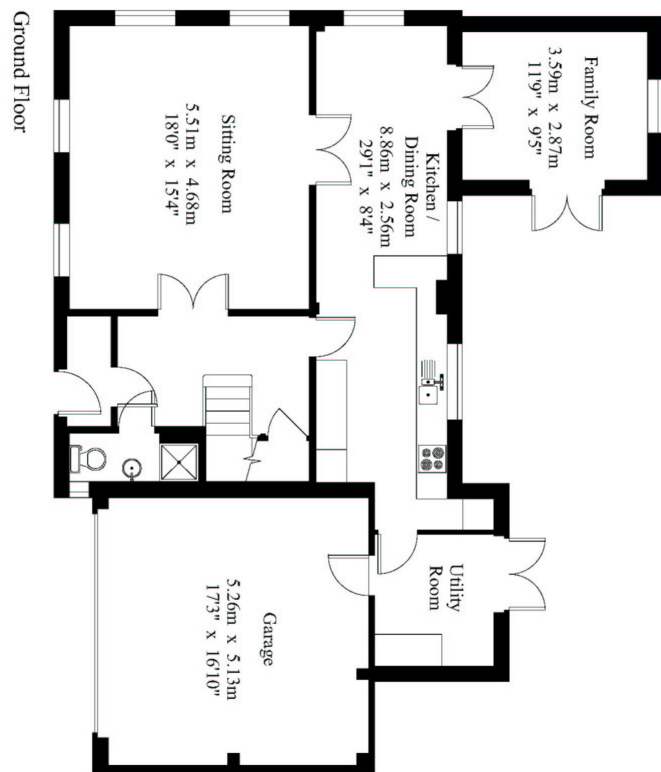 Family Room
3.59m x 2.87m
11'9" x 9'5"
Kitchen /
Dining Room
8.86m x 2.56m
29'1" x 8'4"
Sitting Room
5.51m x 4.68m
18'0" x 15'4"
Utility
Room
Garage
5.26m x 5.13m
17'3" x 16'10"
Ground Floor